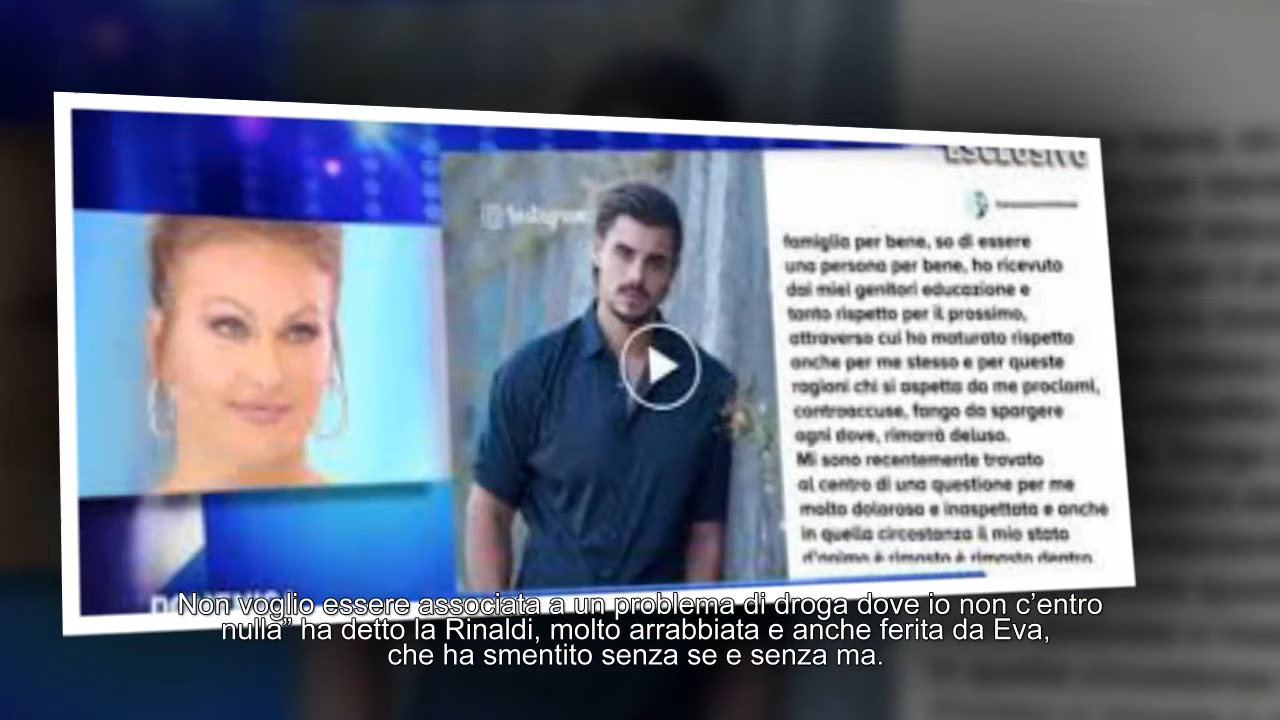 ESCLUSIVO
Instagram
famiglia per bene, so di essere
una persona per bene, ho ricevuto
dai miei genitori educazione e
tanto rispetto per il prossimo,
attraverso cui ho maturato rispetto
anche per me stesso e per queste
ragioni chi si aspetta da me proclami,
controaccuse, fango da spargere
ogni dove, rimarrà deluso.
Mi sono recentemente trovato
al centro di una questione per me
molto dolorosa e inaspettata e anche
in quella circostanza il mio stato
d'animo è rimasto è rimasto dentro
Non voglio essere associata a un problema di droga dove io non c’entro
nulla” ha detto la Rinaldi, molto arrabbiata e anche ferita da Eva,
che ha smentito senza se e senza ma.